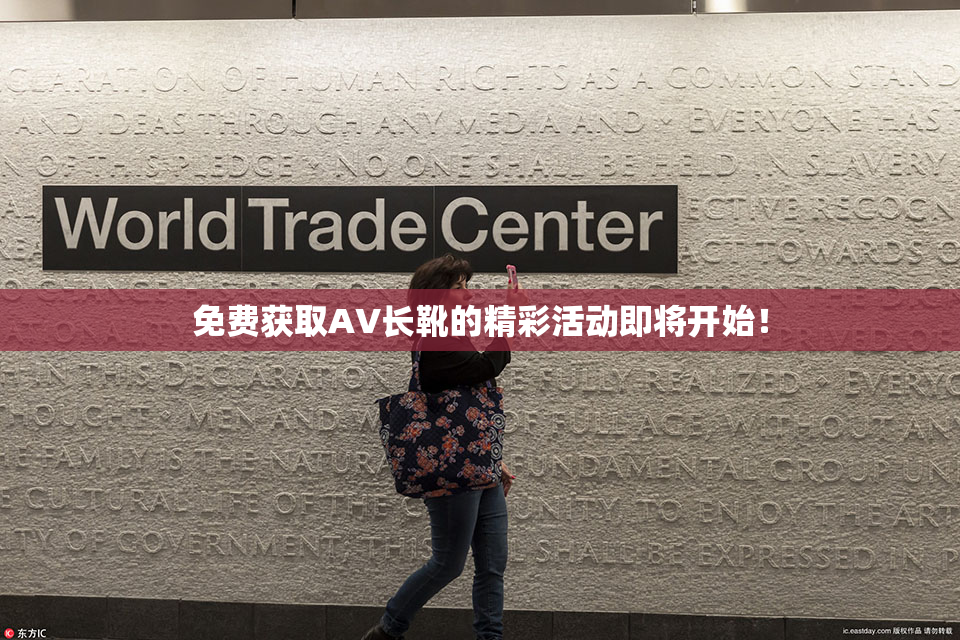 CLARATION OF HUMAN RIGHTS AS A COMMON STAND
AND IDEAS THROUGH ANY MEDIA AND EVERYONE HAS
OF THIS PLEDGE NO ONE SHALL BE HELD IN SLAVERY
World Trade Center
ECTIVE RECOGN
ACT TOWARDS O
免费获取AV长靴的精彩活动即将开始！
IN THIS DECLARATION FULLY REALIZED EVERYO
THOUGHT MEN AND OF FULL AGE WITHO
E FAMILY IS THE NATURA FUNDAMENTAL GROUP
E CULTURAL LIFE OF THE UNITY, TO ENJOY THE ART
TY OF GOVERNMENT; THIS SHALL BE EXPRESSED IN P
东方IC
ic.eastday.com 版权作品 请勿转载